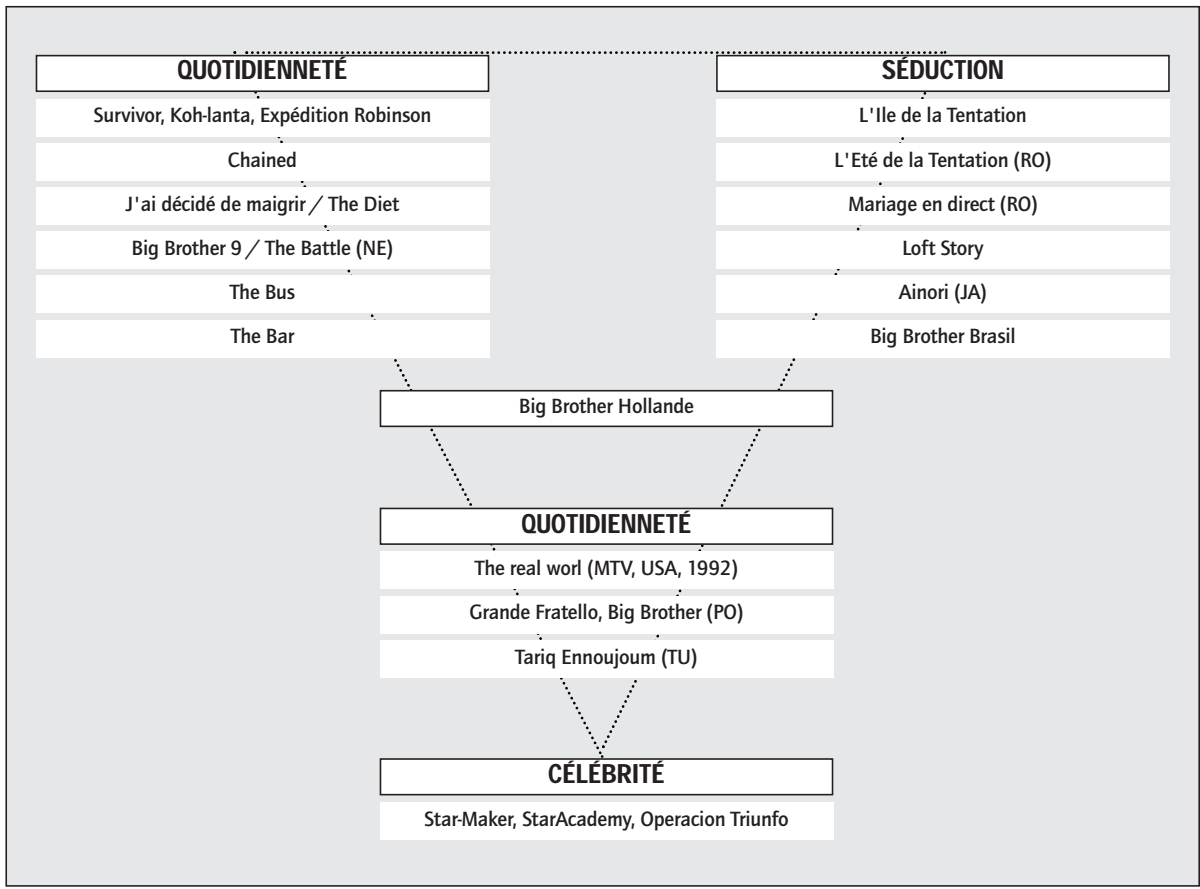 QUOTIDIENNETÉ
Survivor, Koh-lanta, Expédition Robinson
Chained
J'ai décidé de maigrir / The Diet
Big Brother 9 / The Battle (NE)
The Bus
The Bar
SÉDUCTION
L'Ile de la Tentation
L'Eté de la Tentation (RO)
Mariage en direct (RO)
Loft Story
Ainori (JA)
Big Brother Brasil
Big Brother Hollande
QUOTIDIENNETÉ
The real worl (MTV, USA, 1992)
Grande Fratello, Big Brother (PO)
Tariq Ennoujoum (TU)
CÉLÉBRITÉ
Star-Maker, StarAcademy, Operacion Triunfo